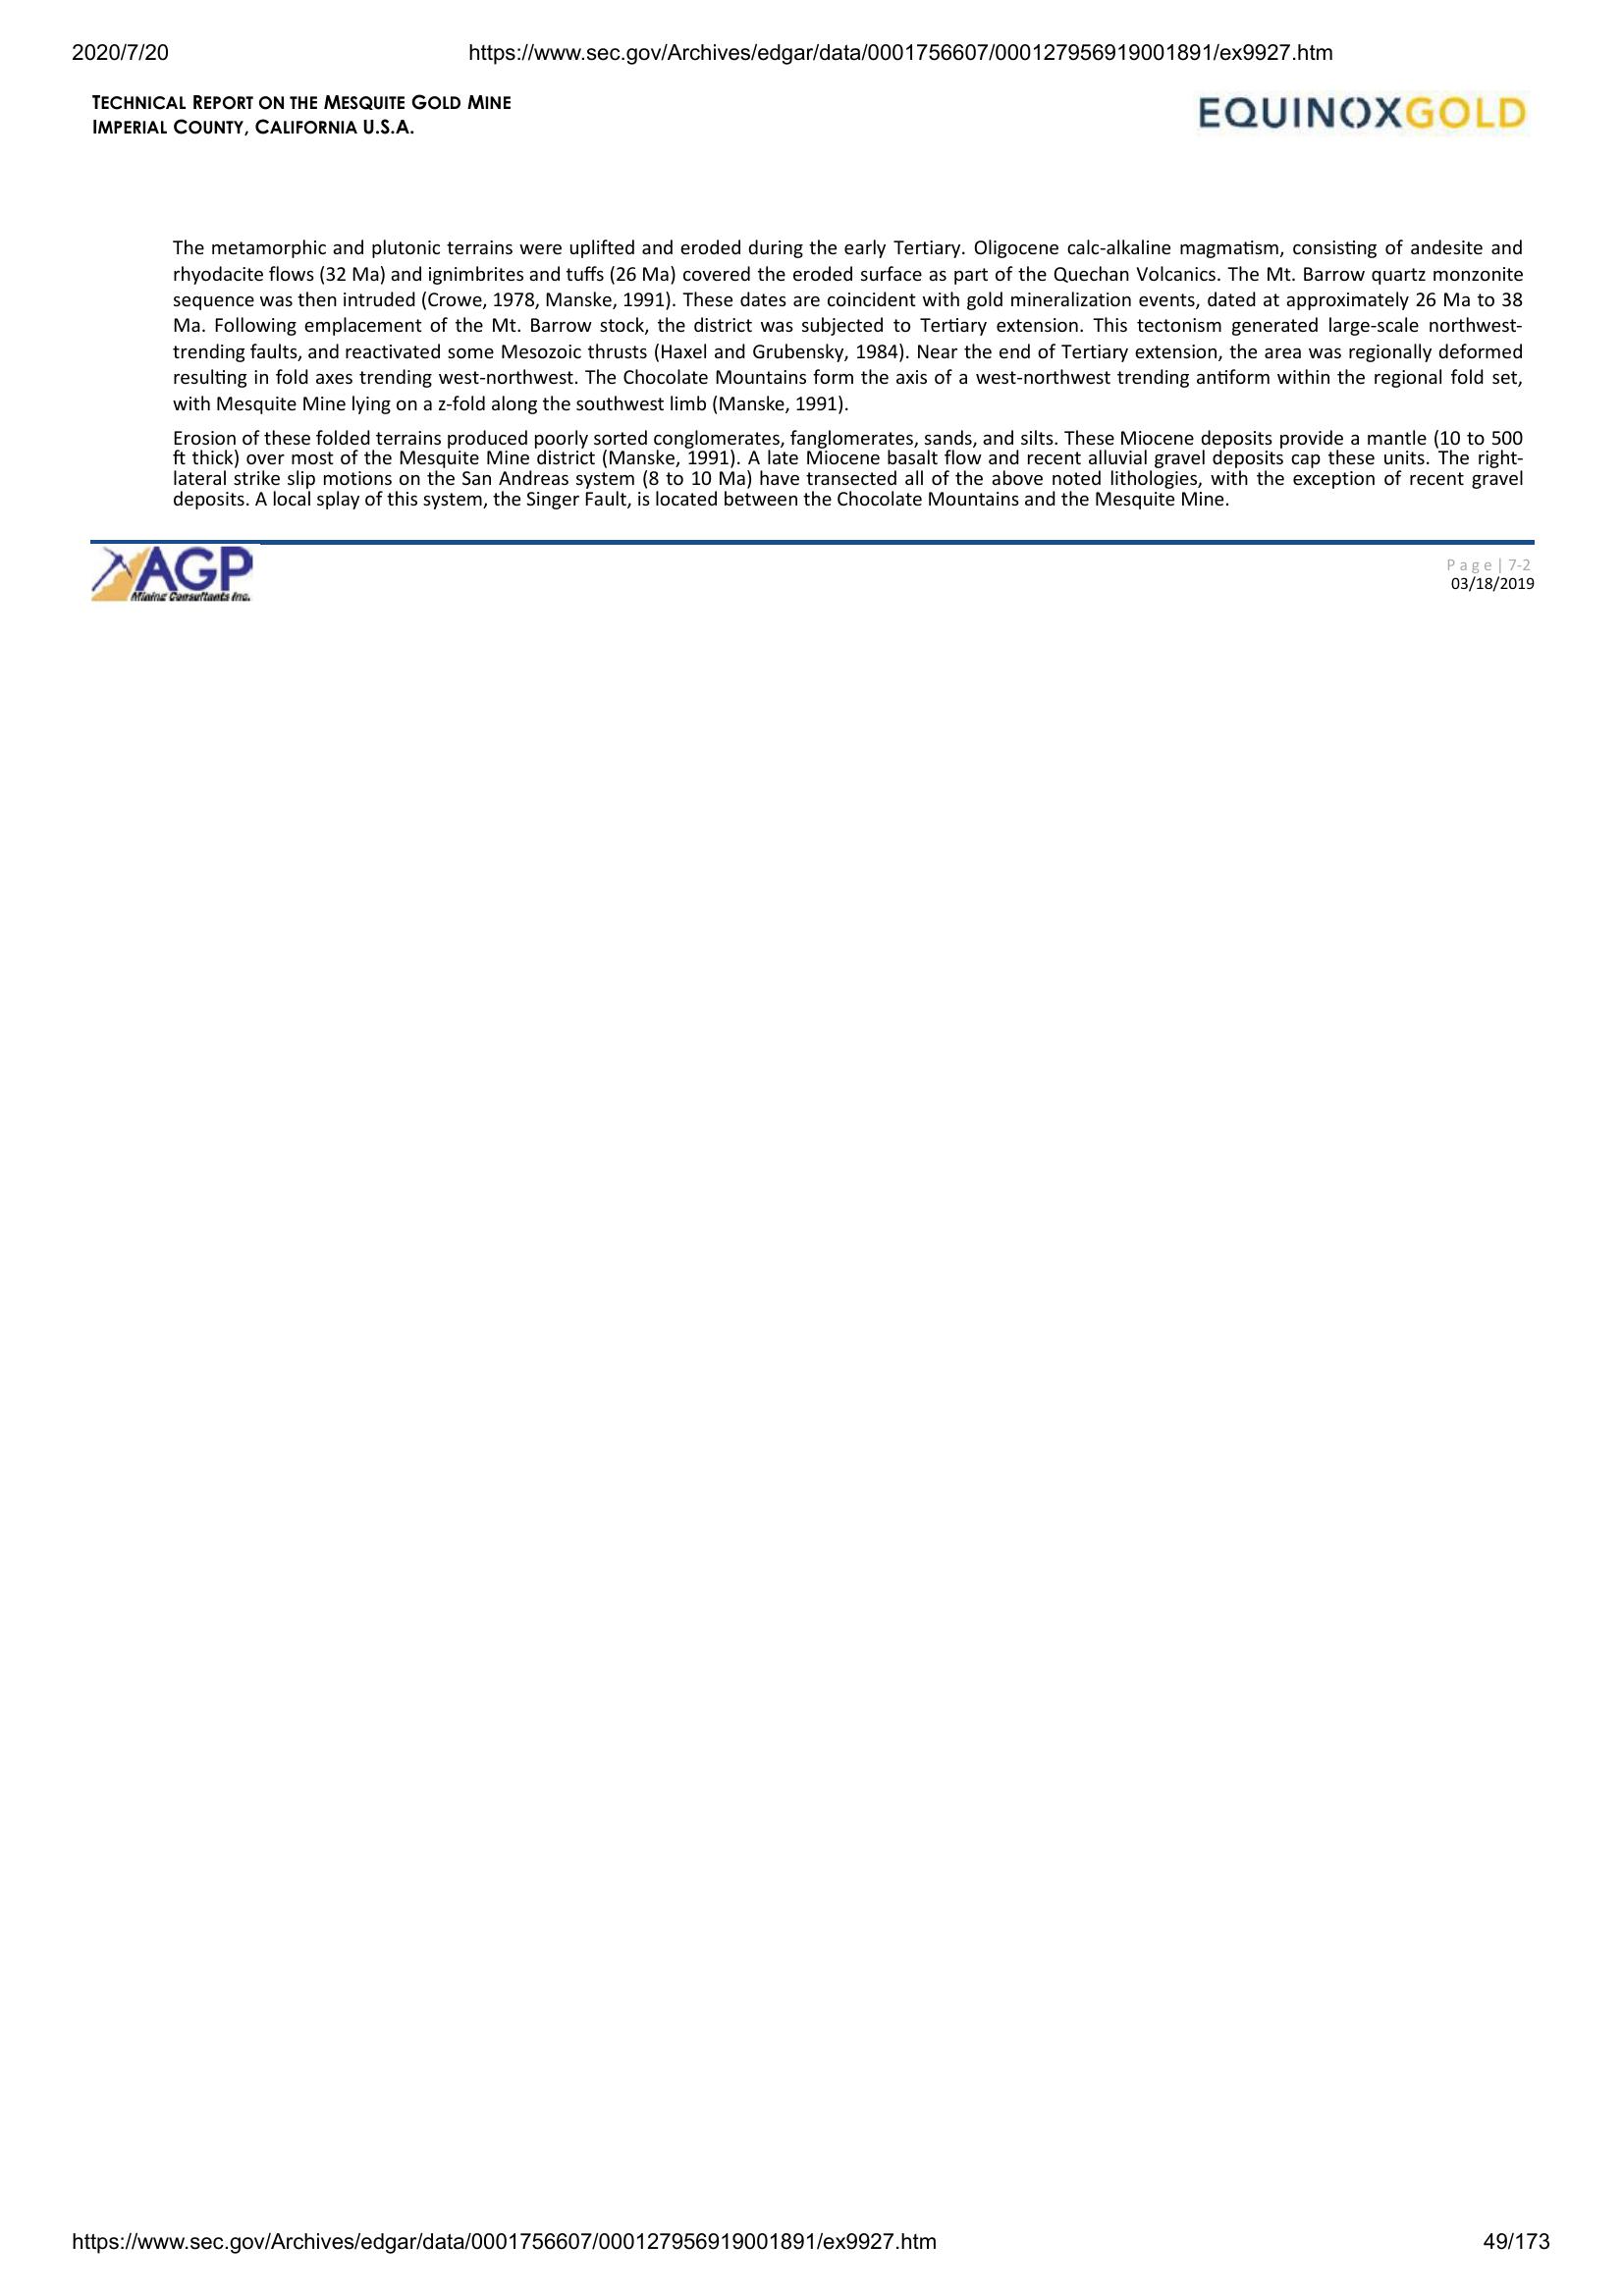 2020/7/20 https://www.sec.gov/Archives/edgar/data/0001756607/000127956919001891/ex9927.htm
TECHNICAL REPORT ON THE MESQUITE GOLD MINE
IMPERIAL COUNTY, CALIFORNIA U.S.A.
EQUINOXGOLD
The metamorphic and plutonic terrains were uplifted and eroded during the early Tertiary. Oligocene calc-alkaline magmatism, consisting of andesite and
rhyodacite flows (32 Ma) and ignimbrites and tuffs (26 Ma) covered the eroded surface as part of the Quechan Volcanics. The Mt. Barrow quartz monzonite
sequence was then intruded (Crowe, 1978, Manske, 1991). These dates are coincident with gold mineralization events, dated at approximately 26 Ma to 38
Ma. Following emplacement of the Mt. Barrow stock, the district was subjected to Tertiary extension. This tectonism generated large-scale northwest-
trending faults, and reactivated some Mesozoic thrusts (Haxel and Grubensky, 1984). Near the end of Tertiary extension, the area was regionally deformed
resulting in fold axes trending west-northwest. The Chocolate Mountains form the axis of a west-northwest trending antiform within the regional fold set,
with Mesquite Mine lying on a z-fold along the southwest limb (Manske, 1991).
Erosion of these folded terrains produced poorly sorted conglomerates, fanglomerates, sands, and silts. These Miocene deposits provide a mantle (10 to 500
ft thick) over most of the Mesquite Mine district (Manske, 1991). A late Miocene basalt flow and recent alluvial gravel deposits cap these units. The right-
lateral strike slip motions on the San Andreas system (8 to 10 Ma) have transected all of the above noted lithologies, with the exception of recent gravel
deposits. A local splay of this system, the Singer Fault, is located between the Chocolate Mountains and the Mesquite Mine.
AGP
Mining Consultants Inc.
Page | 7-2
03/18/2019
https://www.sec.gov/Archives/edgar/data/0001756607/000127956919001891/ex9927.htm 49/173